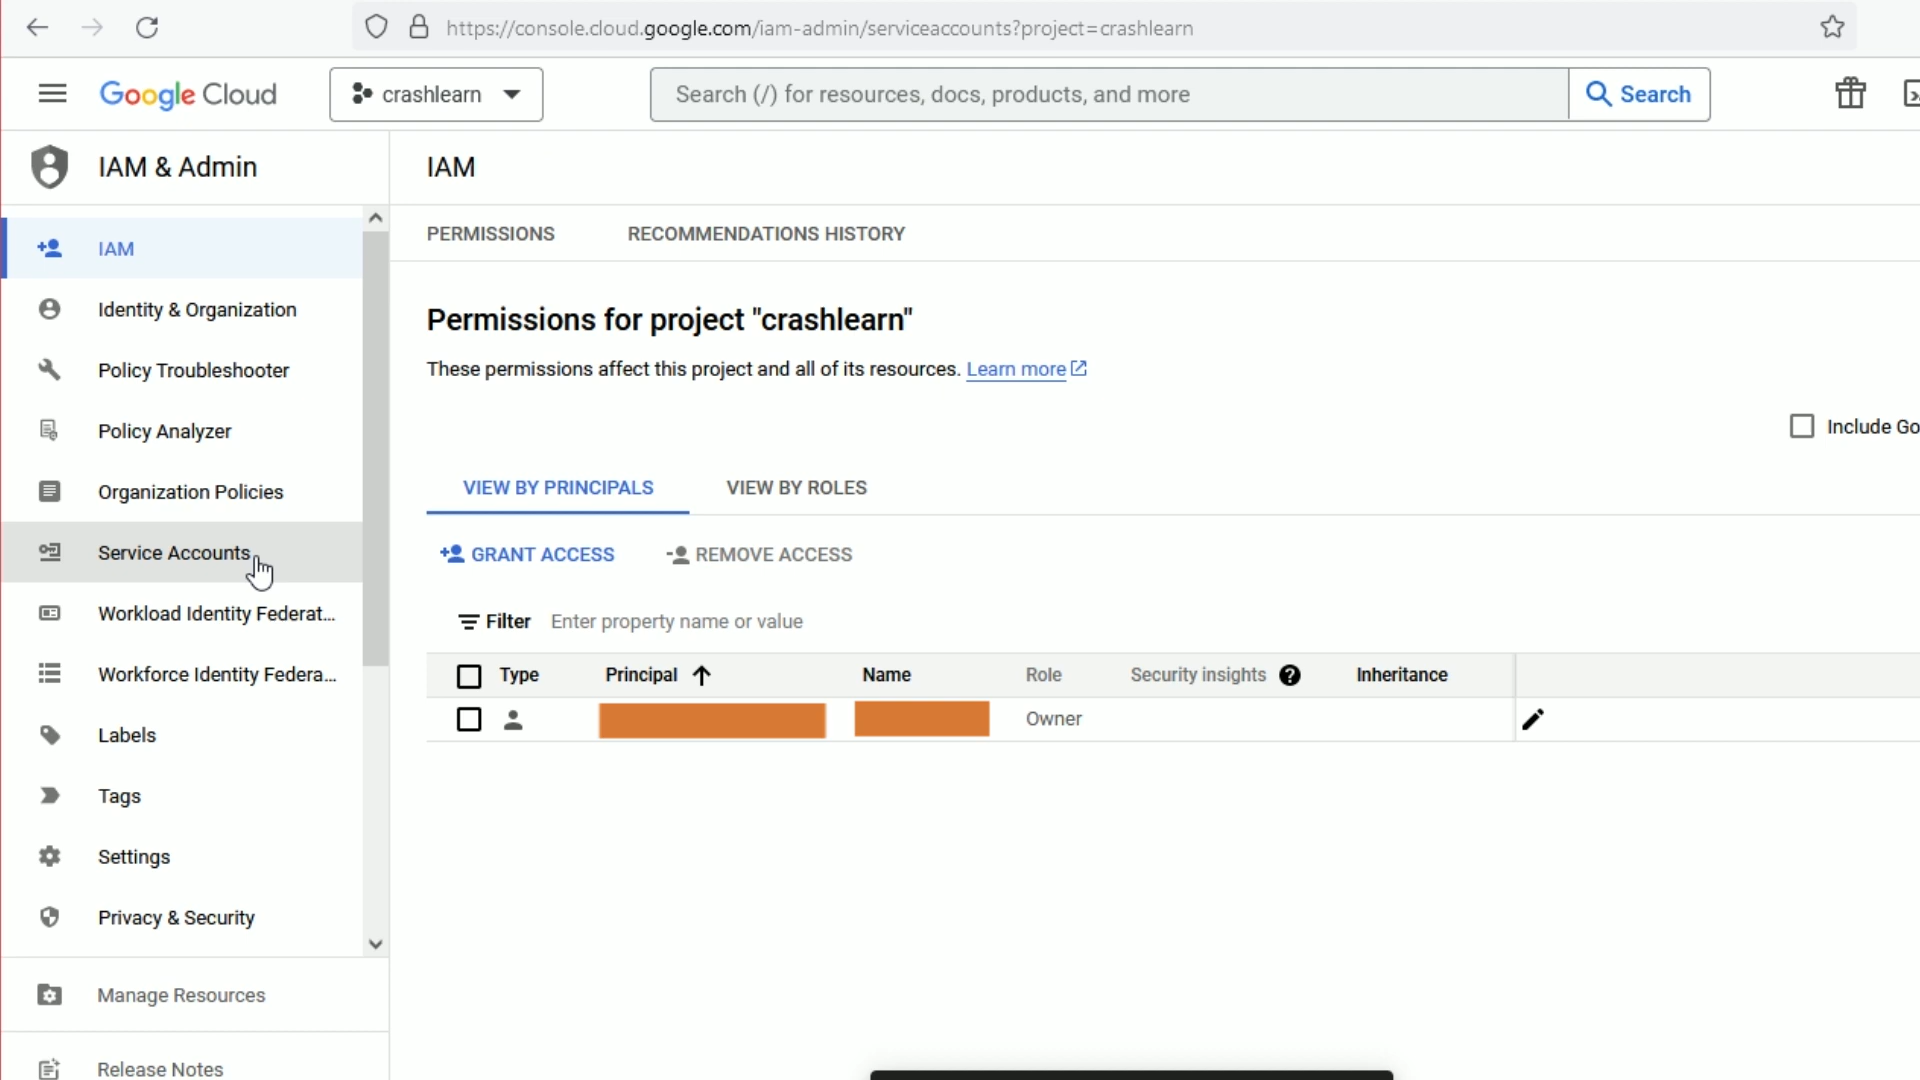 https://console.cloud.google.com/iam-admin/serviceaccounts?project=crashlearn
Google Cloud
crashlearn
Search (/) for resources, docs, products, and more
Search
IAM & Admin
IAM
Identity & Organization
Policy Troubleshooter
Policy Analyzer
Organization Policies
Service Accounts
Workload Identity Federat...
Workforce Identity Federa...
Labels
Tags
Settings
Privacy & Security
Manage Resources
Release Notes
IAM
PERMISSIONS RECOMMENDATIONS HISTORY
Permissions for project "crashlearn"
These permissions affect this project and all of its resources. Learn more
Include Go
VIEW BY PRINCIPALS VIEW BY ROLES
GRANT ACCESS REMOVE ACCESS
Filter Enter property name or value
Type Principal Name Role Security insights ? Inheritance
Owner